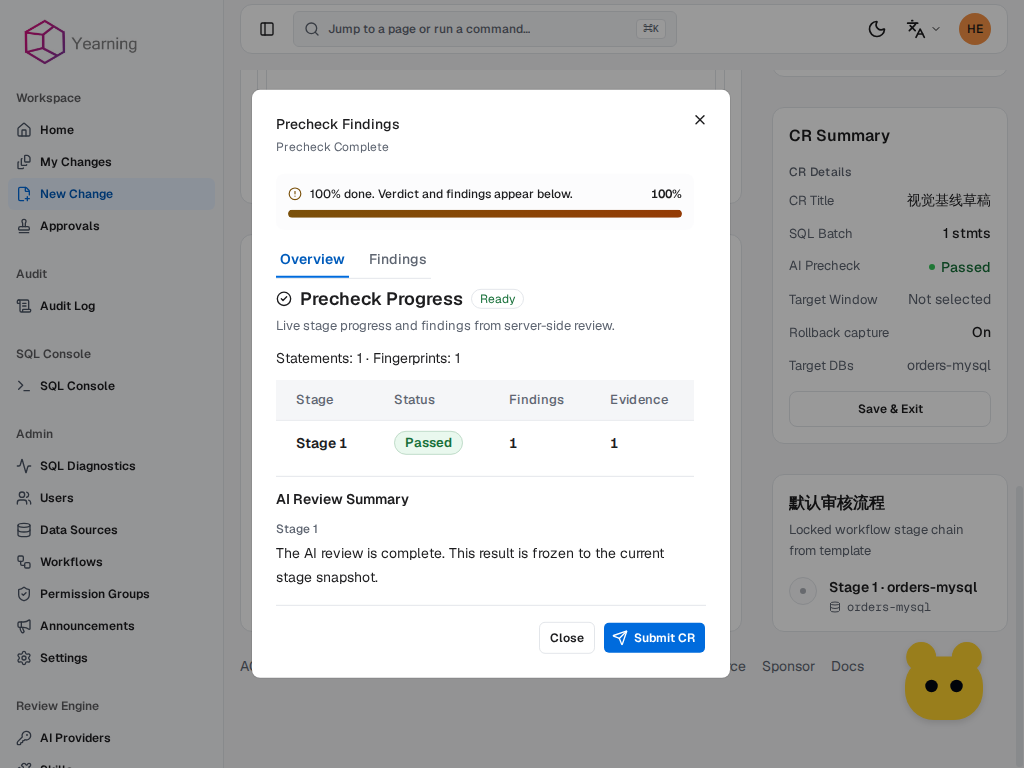 Yearning
Workspace
Home
My Changes
New Change
Approvals
Audit
Audit Log
SQL Console
SQL Console
Admin
SQL Diagnostics
Users
Data Sources
Workflows
Permission Groups
Announcements
Settings
Review Engine
AI Providers
Jump to a page or run a command...
⌘K
HE
Precheck Findings
Precheck Complete
100% done. Verdict and findings appear below.
100%
Overview
Findings
Precheck Progress
Ready
Live stage progress and findings from server-side review.
Statements: 1 · Fingerprints: 1
Stage Status Findings Evidence
Stage 1 Passed 1 1
AI Review Summary
Stage 1
The AI review is complete. This result is frozen to the current
stage snapshot.
Close
Submit CR
CR Summary
CR Details
CR Title 视觉基线草稿
SQL Batch 1 stmts
AI Precheck Passed
Target Window Not selected
Rollback capture On
Target DBs orders-mysql
Save & Exit
默认审核流程
Locked workflow stage chain
from template
Stage 1 · orders-mysql
orders-mysql
Sponsor
Docs